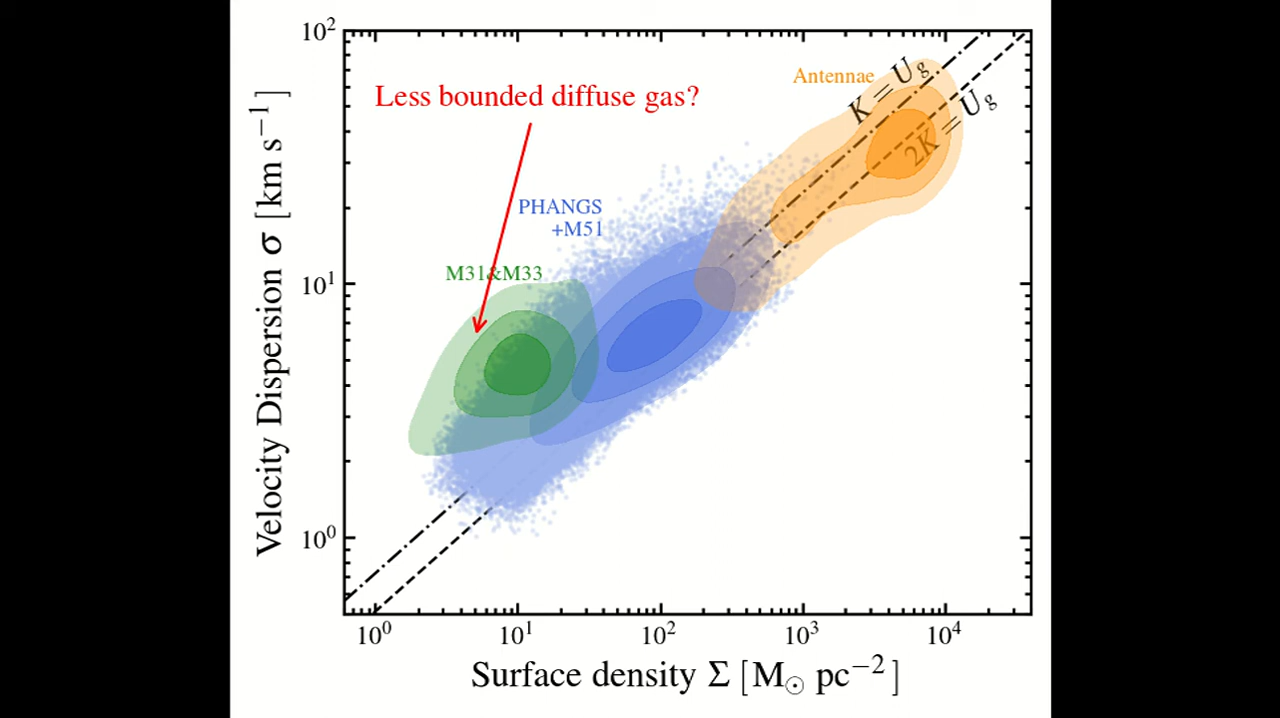 10²
Less bounded diffuse gas?
Antennae
K = U_g
2K = U_g
PHANGS
+M51
M31&M33
10¹
10⁰
Velocity Dispersion σ [km s⁻¹]
10⁰ 10¹ 10² 10³ 10⁴
Surface density Σ [M⊙ pc⁻²]